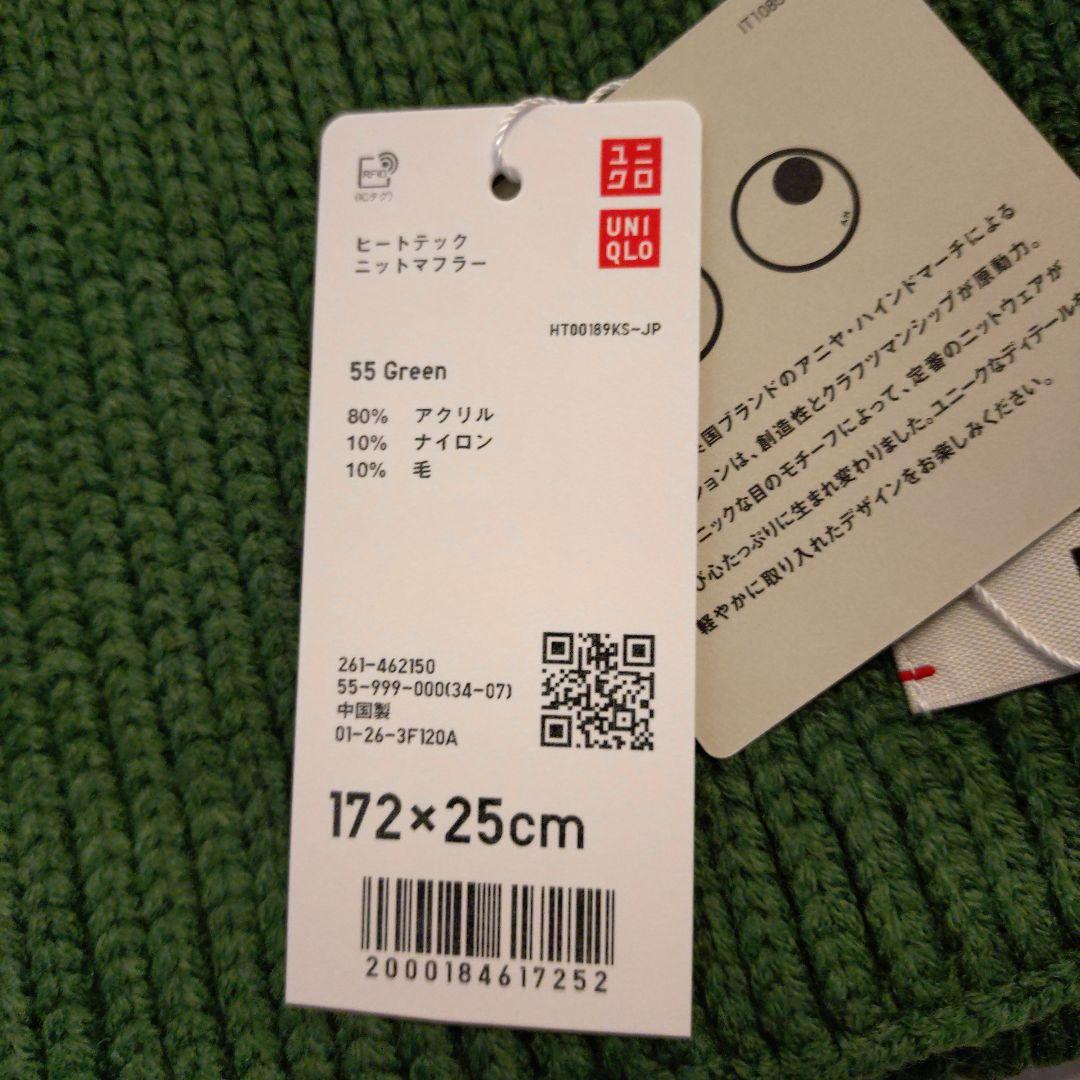 RFID
(ICタグ)
ユニ
クロ
UNI
QLO
ヒートテック
ニットマフラー
HT00189KS-JP
55 Green
80% アクリル
10% ナイロン
10% 毛
261-462150
55-999-000(34-07)
中国製
01-26-3F120A
172×25cm
2000184617252
国ブランドのアニヤ・ハインドマーチによる
ションは、創造性とクラフツマンシップが原動力。
ニックな目のモチーフによって、定番のニットウェアが
び心たっぷりに生まれ変わりました。ユニークなディテールを
軽やかに取り入れたデザインをお楽しみください。